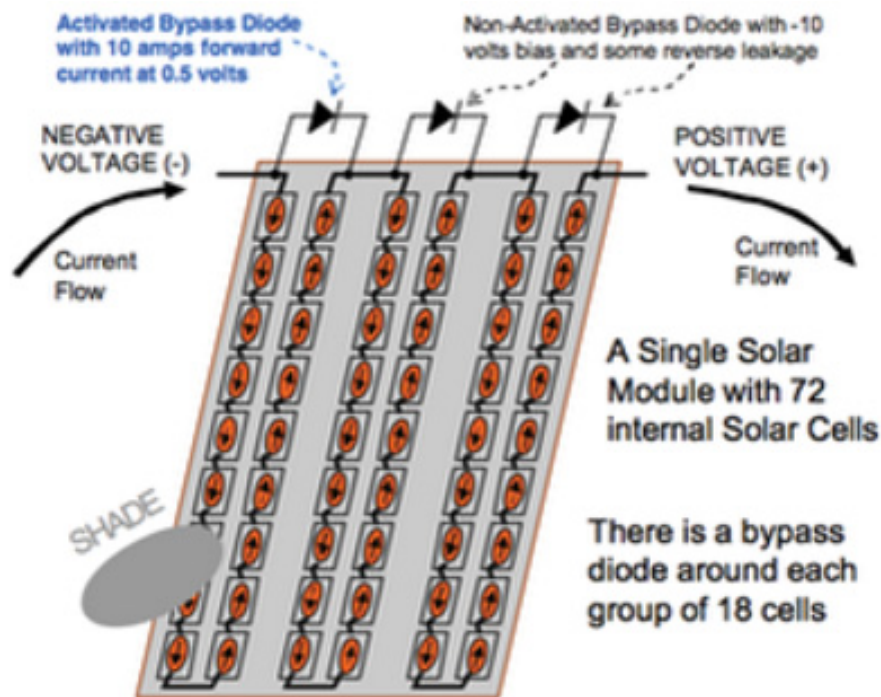 Activated Bypass Diode
with 10 amps forward
current at 0.5 volts
Non-Activated Bypass Diode with -10
volts bias and some reverse leakage
NEGATIVE
VOLTAGE (-)
POSITIVE
VOLTAGE (+)
Current
Flow
Current
Flow
A Single Solar
Module with 72
internal Solar Cells
SHADE
There is a bypass
diode around each
group of 18 cells